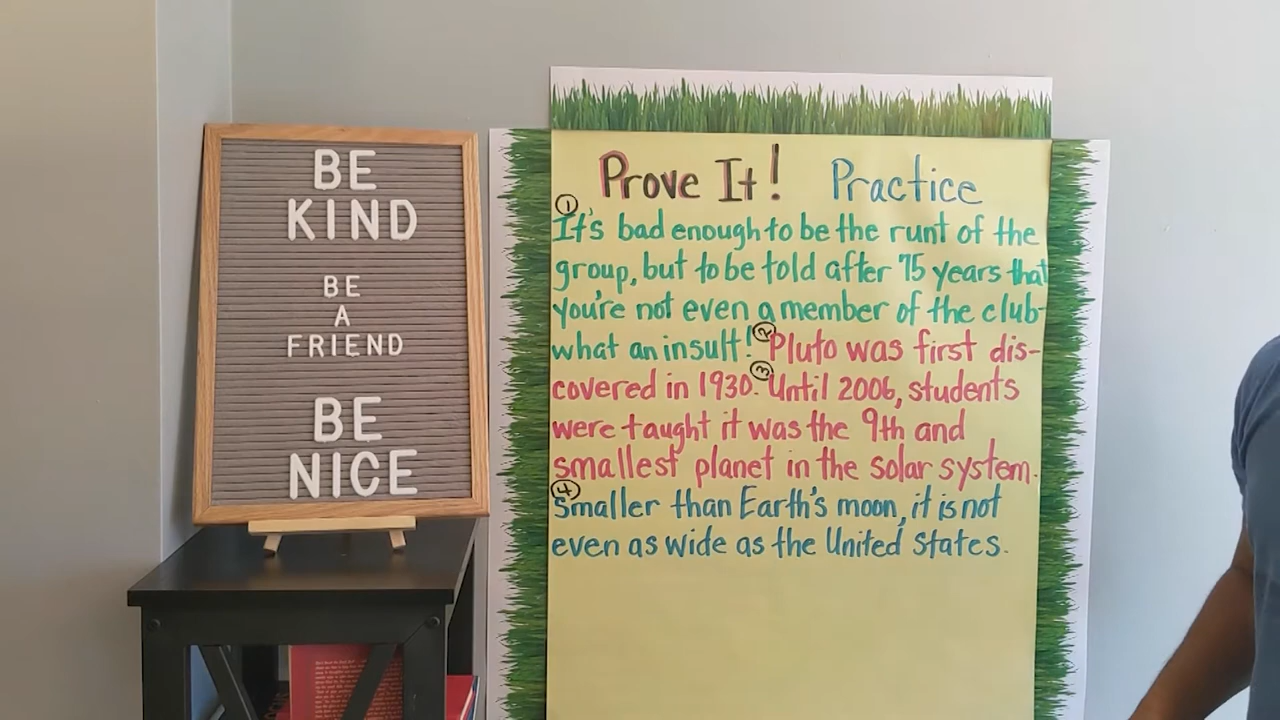 BE
KIND
BE
A
FRIEND
BE
NICE
Prove It! Practice
① It's bad enough to be the runt of the
group, but to be told after 75 years that
you're not even a member of the club-
what an insult! ② Pluto was first dis-
covered in 1930. ③ Until 2006, students
were taught it was the 9th and
smallest planet in the solar system.
④ Smaller than Earth's moon, it is not
even as wide as the United States.